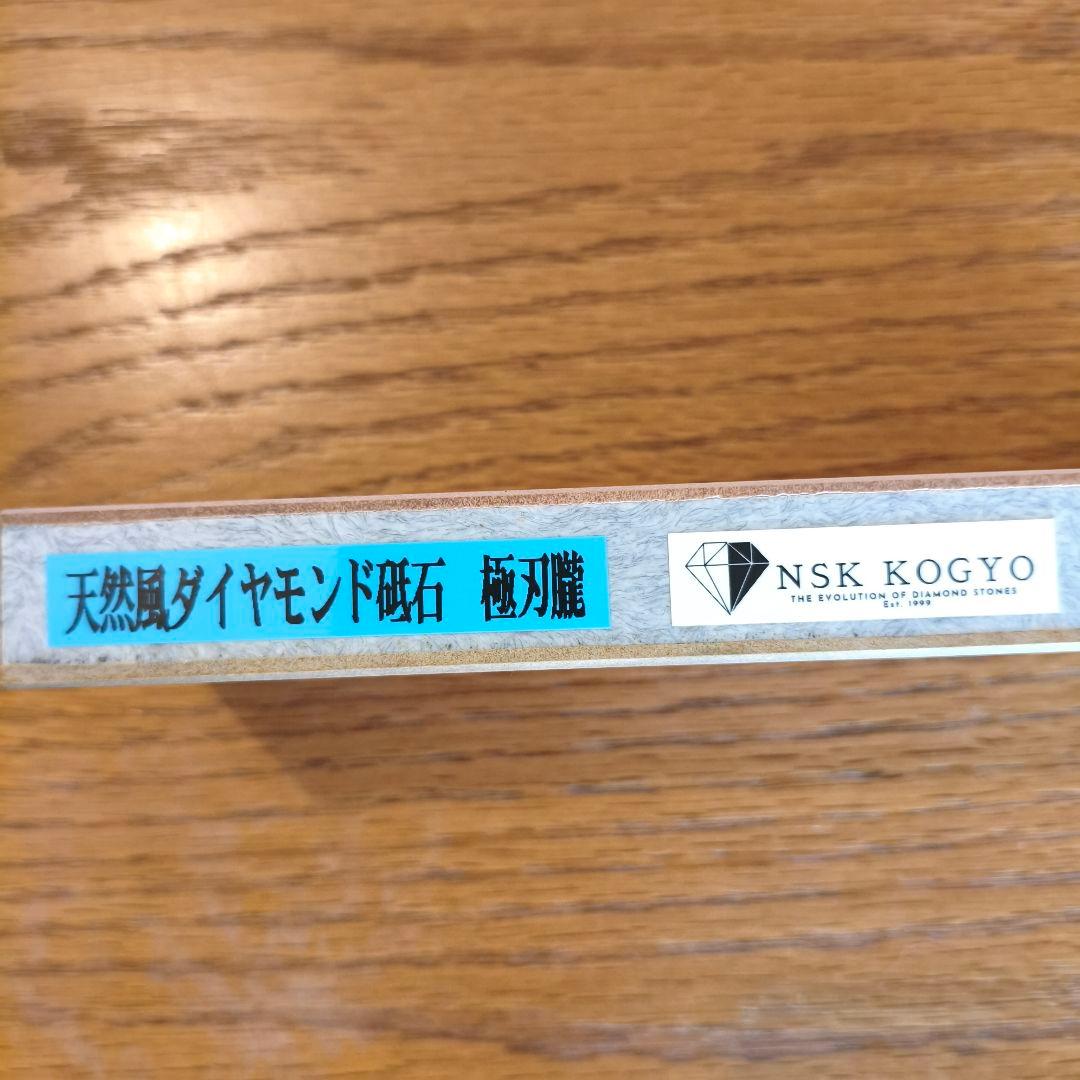 天然風ダイヤモンド砥石　極刃朧
NSK KOGYO
THE EVOLUTION OF DIAMOND STONES
Est. 1999